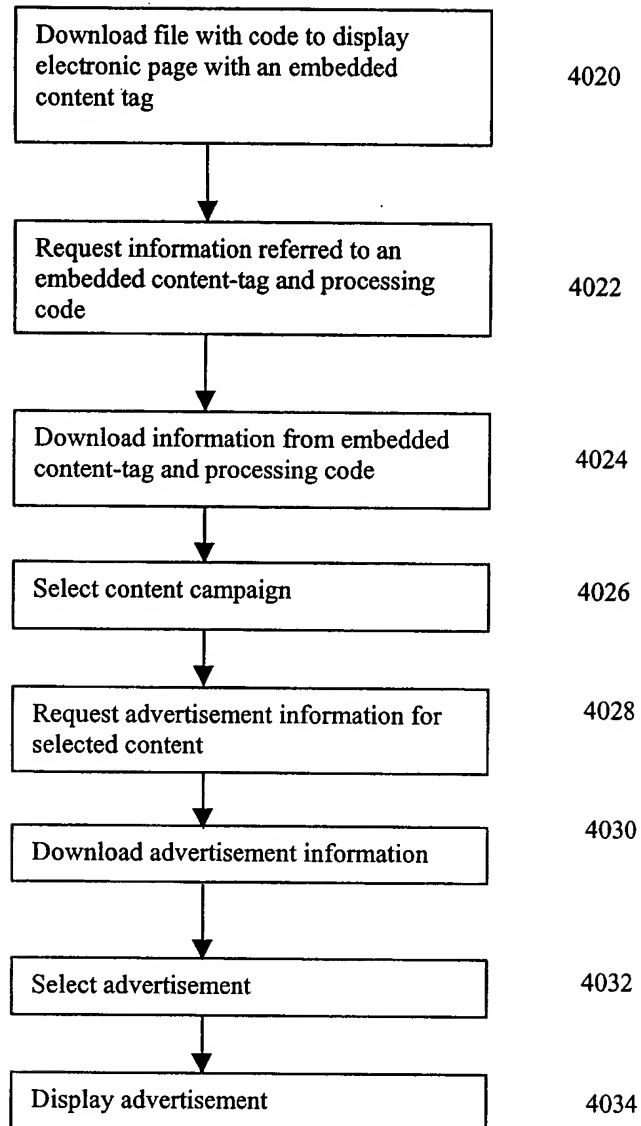 Download file with code to display
electronic page with an embedded
content tag
4020
Request information referred to an
embedded content-tag and processing
code
4022
Download information from embedded
content-tag and processing code
4024
Select content campaign
4026
Request advertisement information for
selected content
4028
Download advertisement information
4030
Select advertisement
4032
Display advertisement
4034